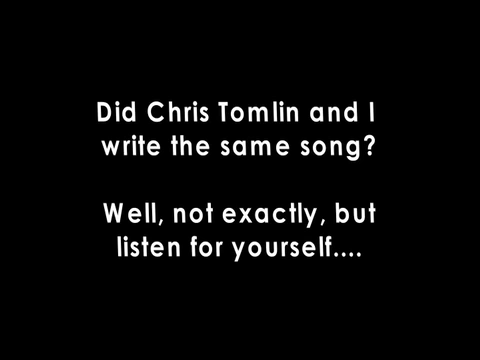 Did Chris Tomlin and I
write the same song?
Well, not exactly, but
listen for yourself....